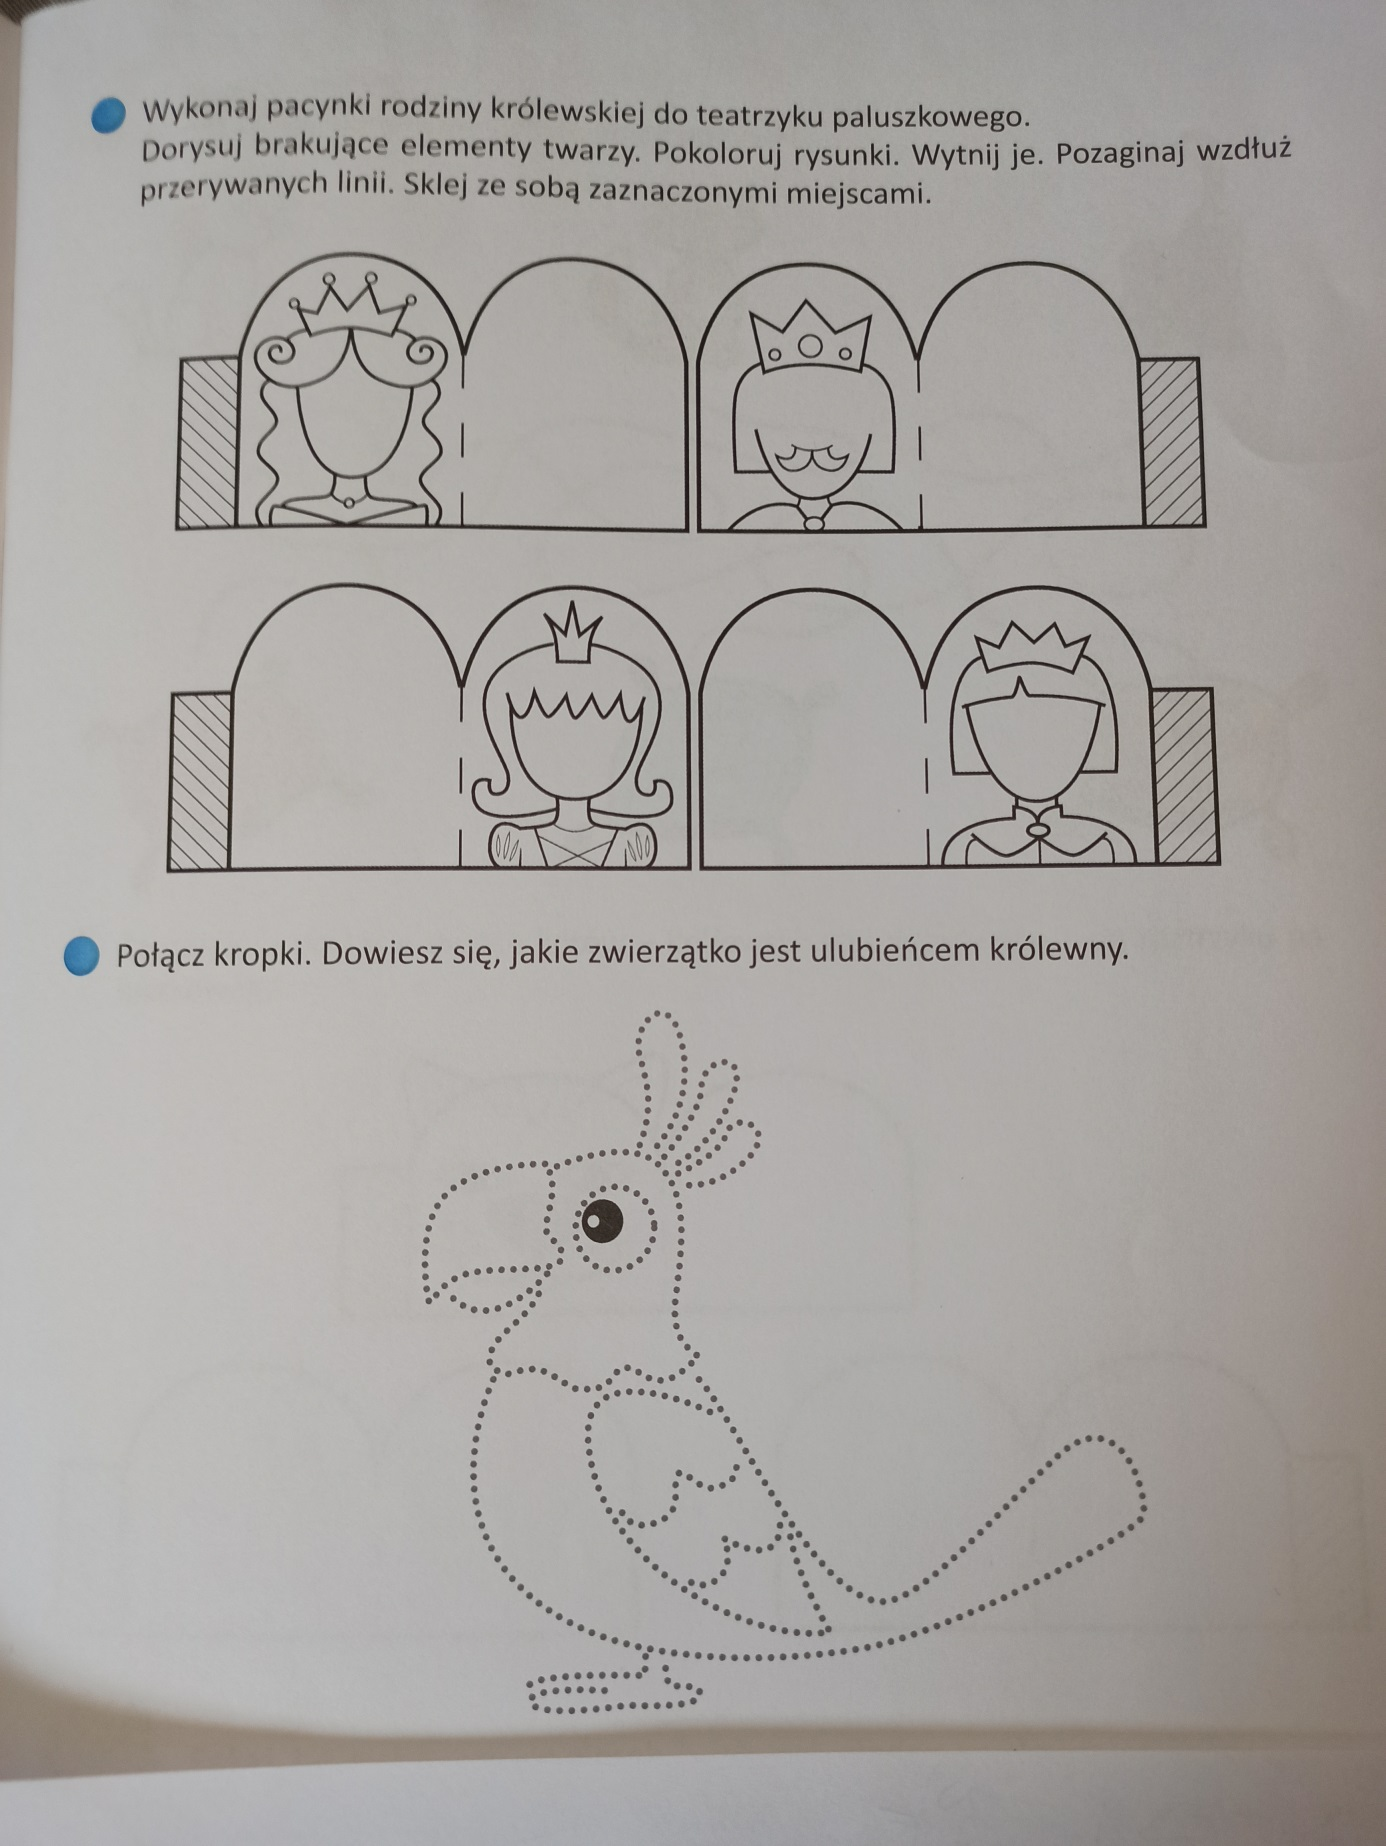 Wykonaj pacynki rodziny królewskiej do teatrzyku paluszkowego.
Dorysuj brakujące elementy twarzy. Pokoloruj rysunki. Wytnij je. Pozaginaj wzdłuż
przerywanych linii. Sklej ze sobą zaznaczonymi miejscami.
Połącz kropki. Dowiesz się, jakie zwierzątko jest ulubieńcem królewny.